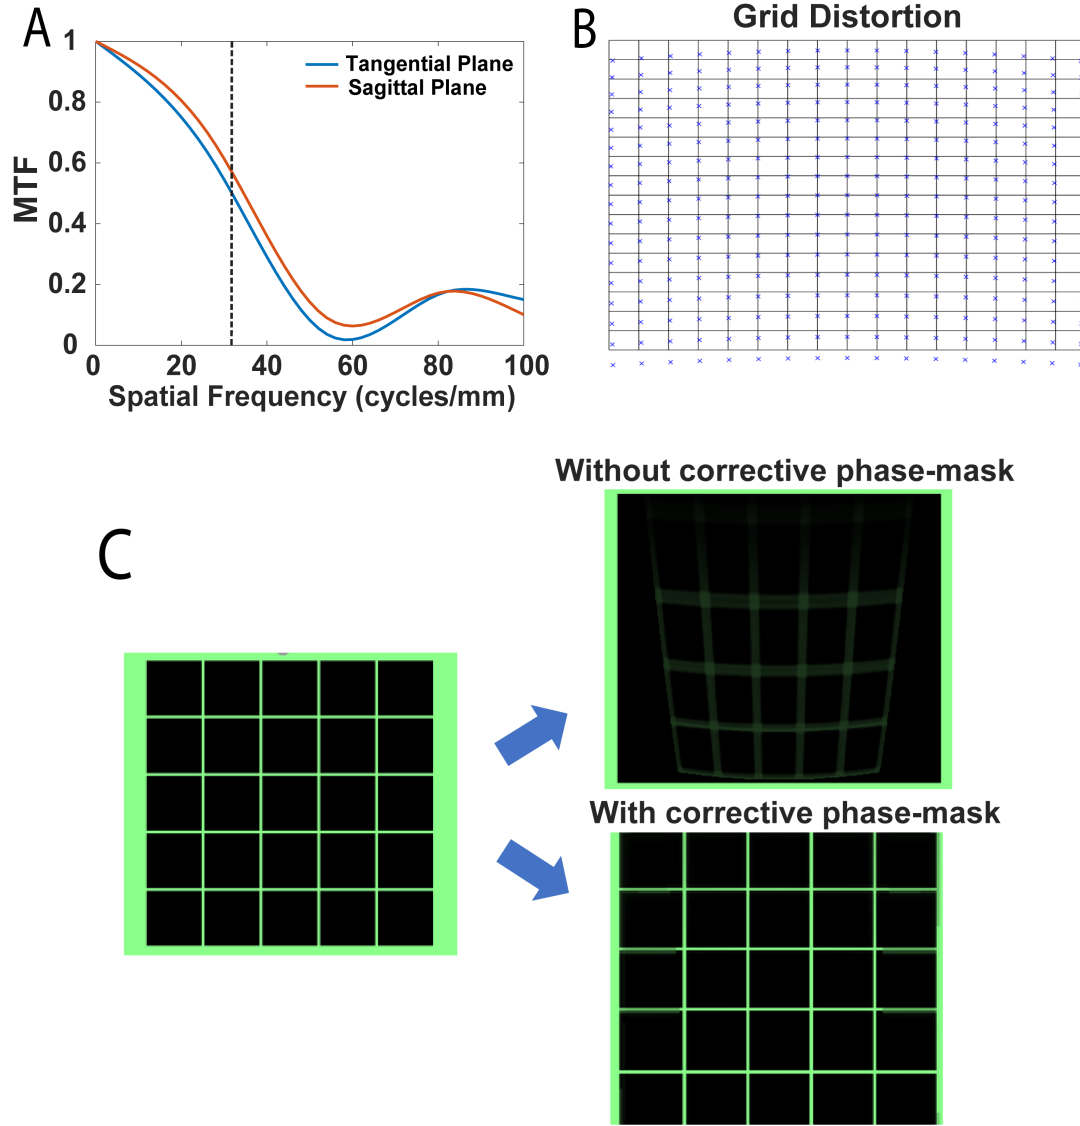 A
1
0.8
0.6
0.4
0.2
0
MTF
Tangential Plane
Sagittal Plane
0 20 40 60 80 100
Spatial Frequency (cycles/mm)
B
Grid Distortion
C
Without corrective phase-mask
With corrective phase-mask